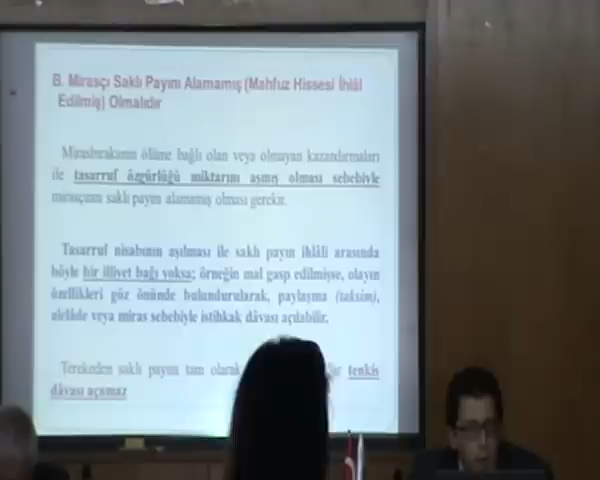 B. Mirasçı Saklı Payını Alamamış (Mahfuz Hissesi İhlâl
Edilmiş) Olmalıdır
Mirasbırakanın ölüme bağlı olan veya olmayan kazandırmaları
ile tasarruf özgürlüğü miktarını aşmış olması sebebiyle
mirasçının saklı payını alamamış olması gerekir.
Tasarruf nisabının aşılması ile saklı payın ihlâli arasında
böyle bir illiyet bağı yoksa; örneğin mal gasp edilmişse, olayın
özellikleri göz önünde bulundurularak, paylaşma (taksim),
alelâde veya miras sebebiyle istihkak dâvası açılabilir.
Terekeden saklı payını tam olarak tenkis
dâvası açamaz